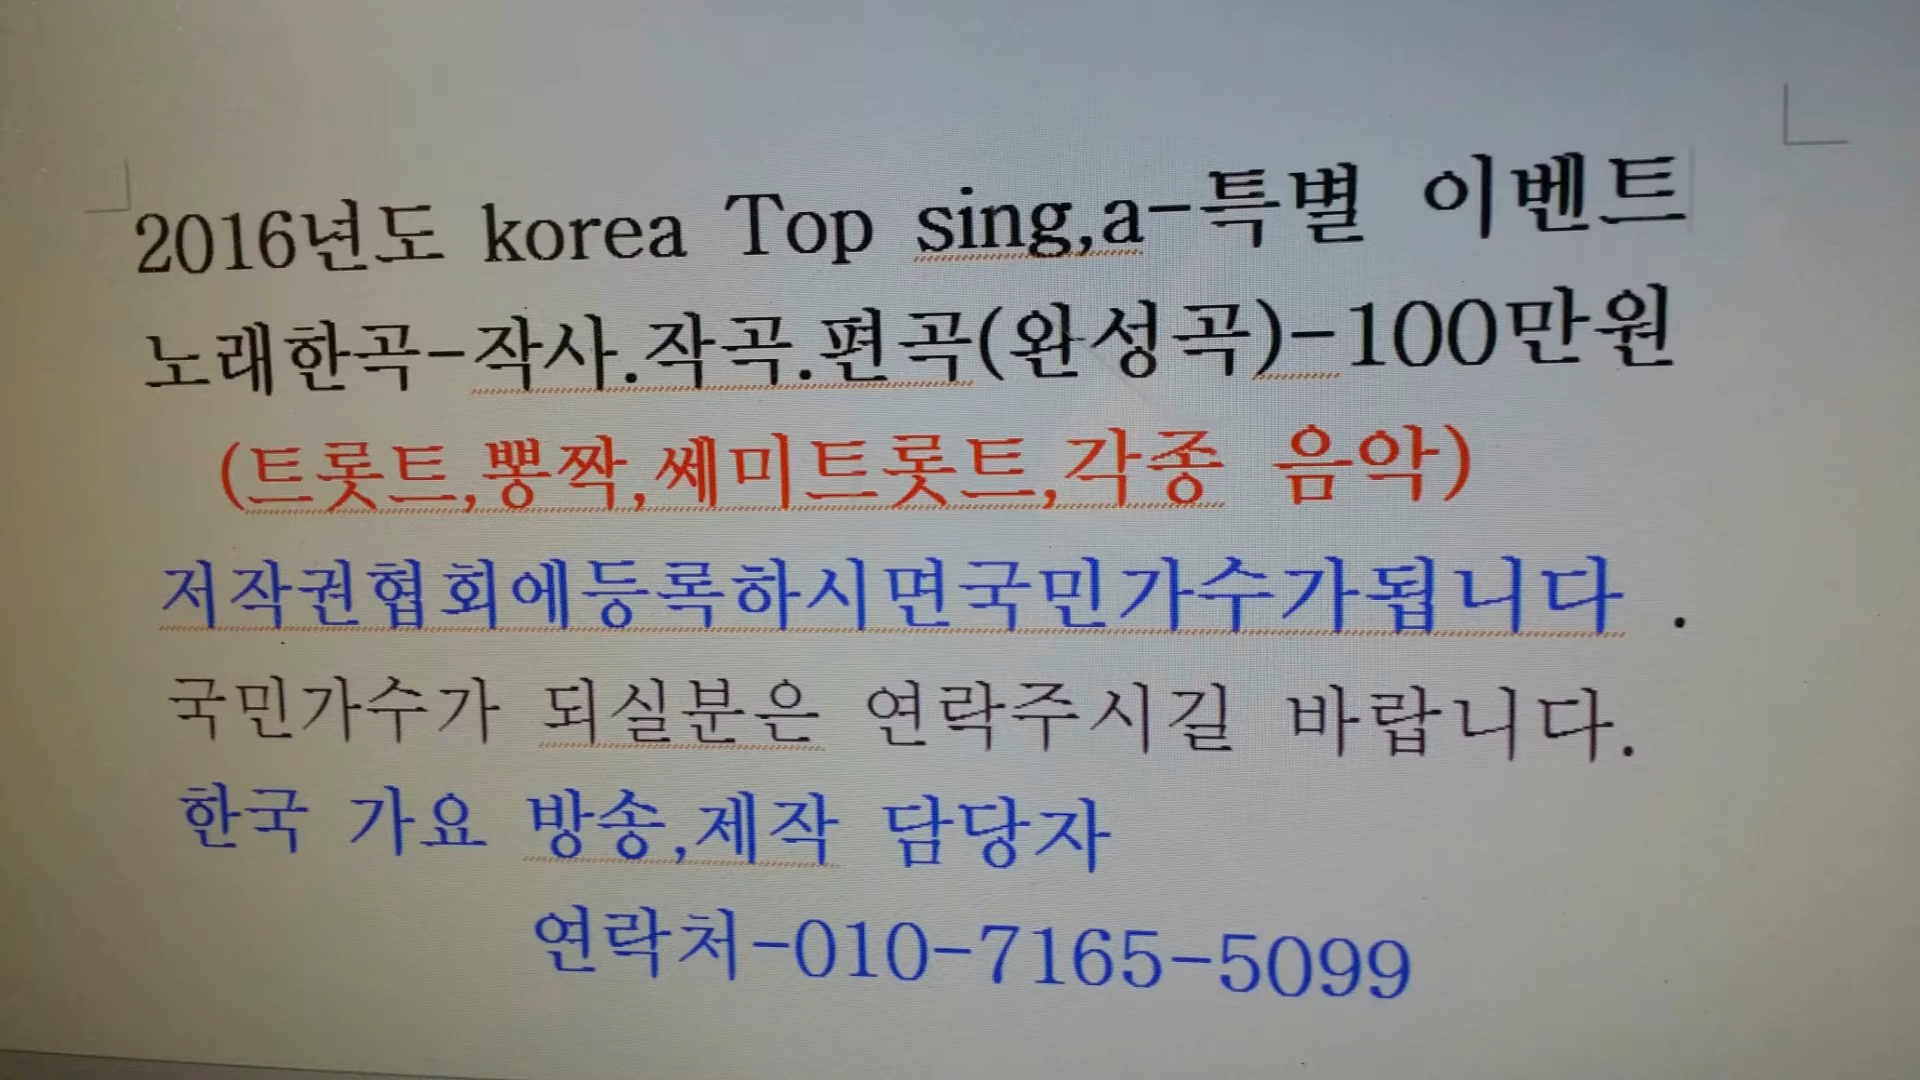 2016년도 korea Top sing,a-특별 이벤트
노래한곡-작사.작곡.편곡(완성곡)-100만원
(트롯트,뽕짝,쎄미트롯트,각종 음악)
저작권협회에등록하시면국민가수가됩니다 .
국민가수가 되실분은 연락주시길 바랍니다.
한국 가요 방송,제작 담당자
연락처-010-7165-5099